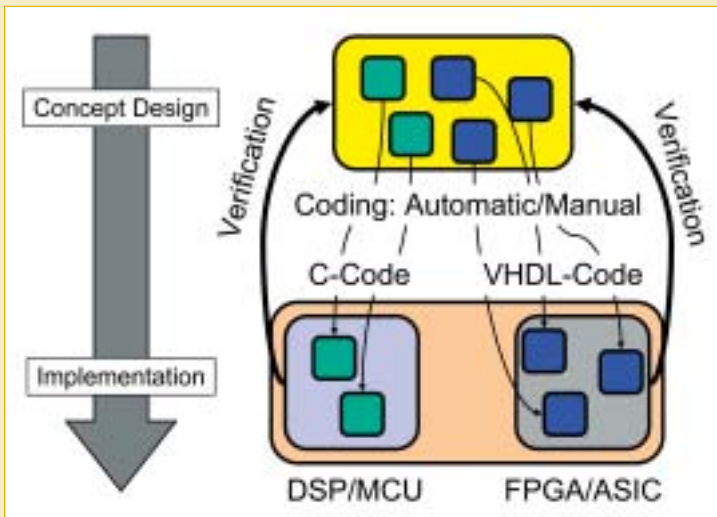 Concept Design
Verification
Verification
Coding: Automatic/Manual
C-Code
VHDL-Code
Implementation
DSP/MCU
FPGA/ASIC